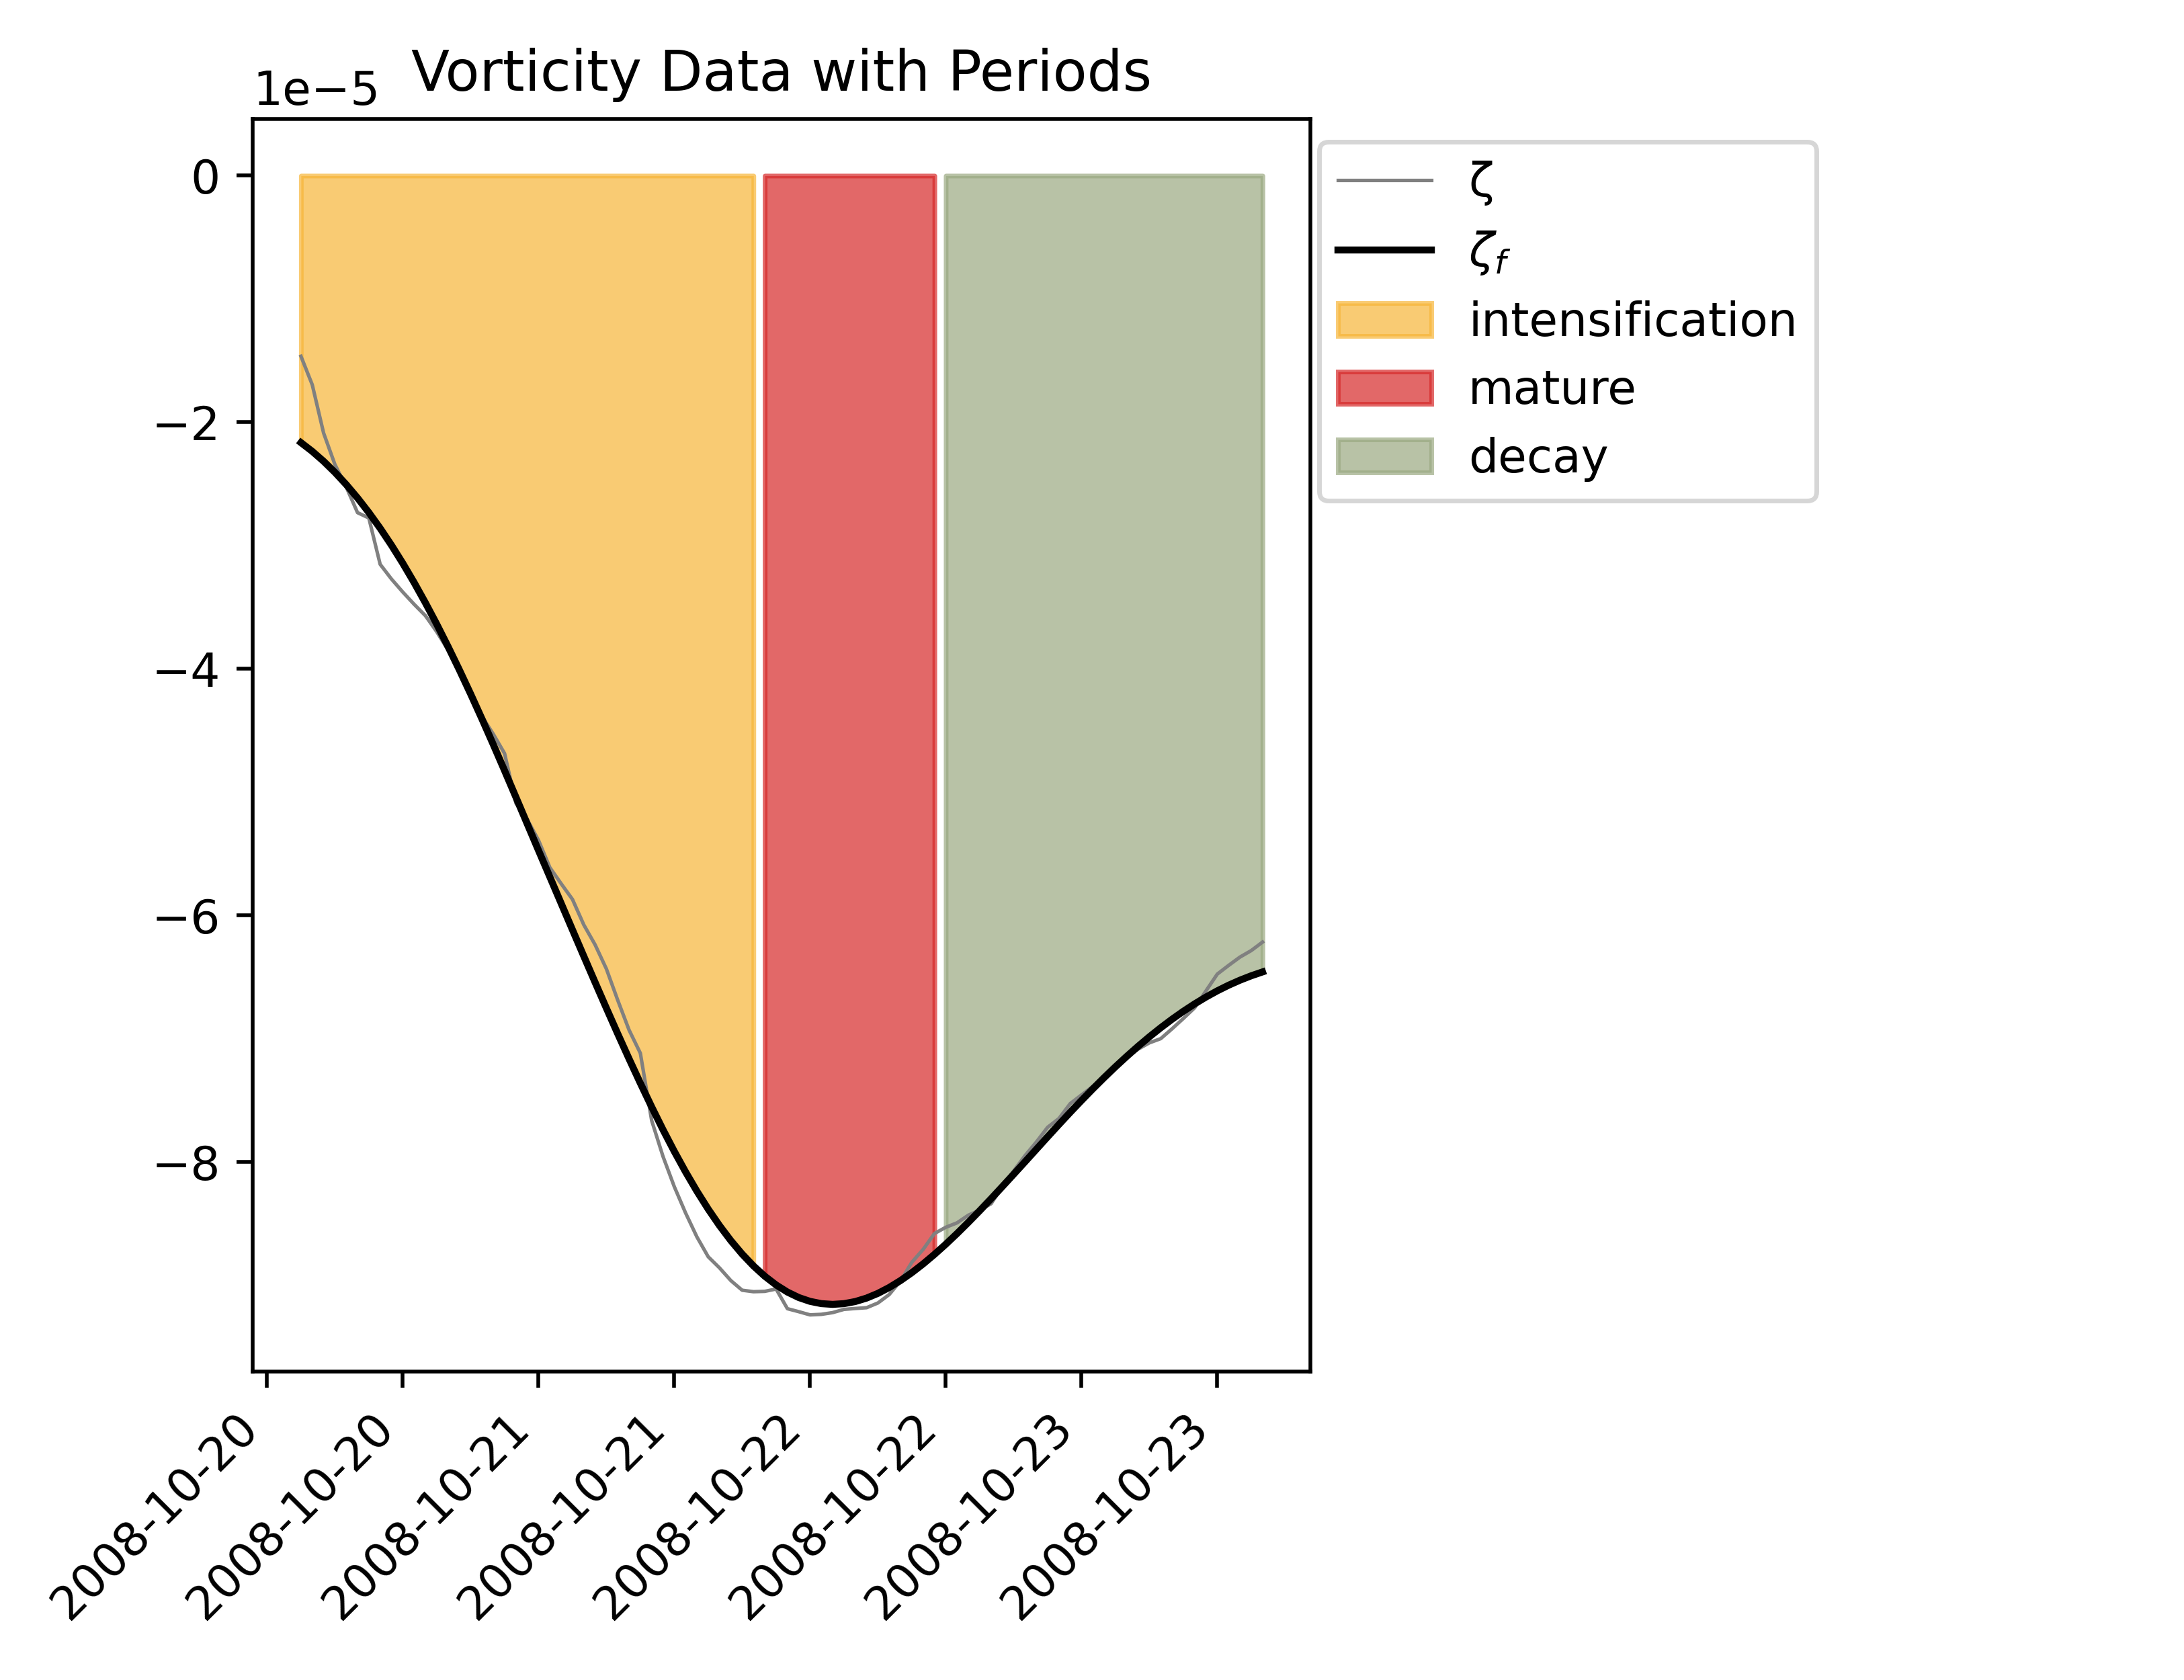 Vorticity Data with Periods
1e−5
0
−2
−4
−6
−8
2008-10-20
2008-10-20
2008-10-21
2008-10-21
2008-10-22
2008-10-22
2008-10-23
2008-10-23
ζ
ζf
intensification
mature
decay